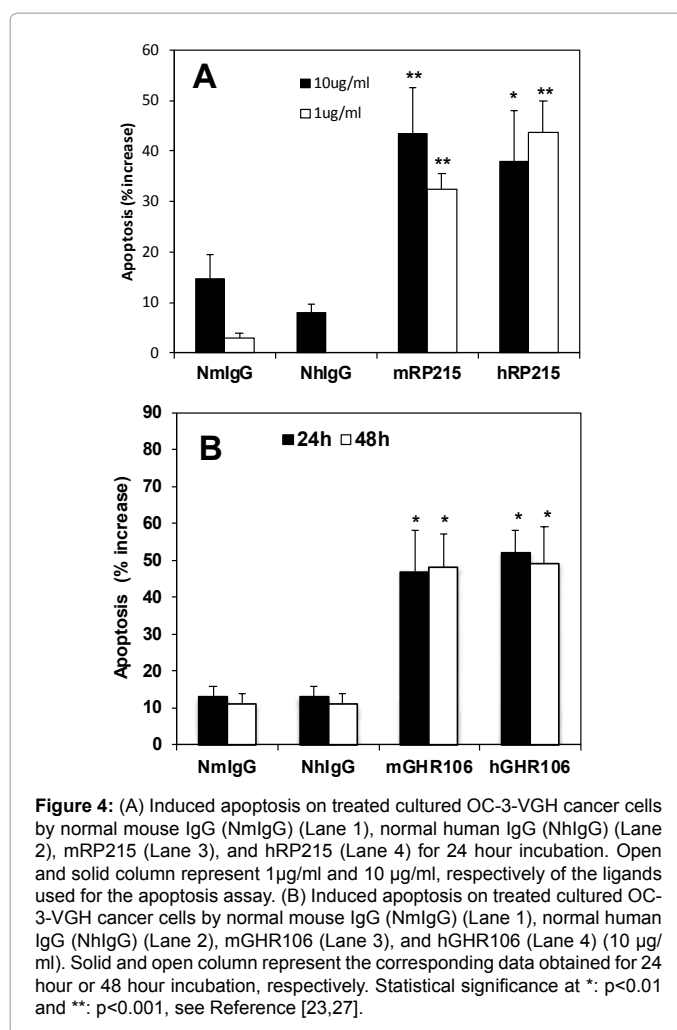 A
10ug/ml
1ug/ml
60
50
40
30
20
10
0
Apoptosis (% increase)
**
**
*
**
NmIgG NhIgG mRP215 hRP215
B
24h 48h
90
80
70
60
50
40
30
20
10
0
Apoptosis (% increase)
* * * *
NmIgG NhIgG mGHR106 hGHR106
Figure 4: (A) Induced apoptosis on treated cultured OC-3-VGH cancer cells
by normal mouse IgG (NmIgG) (Lane 1), normal human IgG (NhIgG) (Lane
2), mRP215 (Lane 3), and hRP215 (Lane 4) for 24 hour incubation. Open
and solid column represent 1µg/ml and 10 µg/ml, respectively of the ligands
used for the apoptosis assay. (B) Induced apoptosis on treated cultured OC-
3-VGH cancer cells by normal mouse IgG (NmIgG) (Lane 1), normal human
IgG (NhIgG) (Lane 2), mGHR106 (Lane 3), and hGHR106 (Lane 4) (10 µg/
ml). Solid and open column represent the corresponding data obtained for 24
hour or 48 hour incubation, respectively. Statistical significance at *: p<0.01
and **: p<0.001, see Reference [23,27].